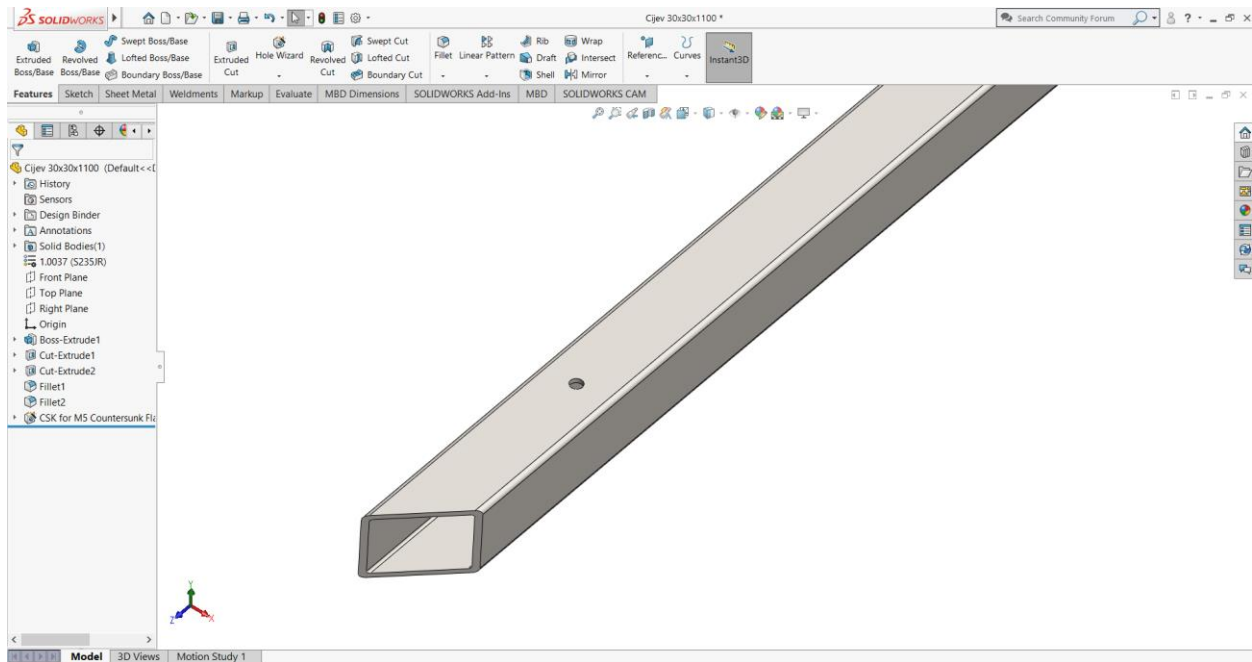 SOLIDWORKS
Cijev 30x30x1100 *
Search Community Forum
Extruded Boss/Base
Revolved Boss/Base
Swept Boss/Base
Lofted Boss/Base
Boundary Boss/Base
Extruded Cut
Hole Wizard
Revolved Cut
Swept Cut
Lofted Cut
Boundary Cut
Fillet
Linear Pattern
Rib
Draft
Shell
Wrap
Intersect
Mirror
Referenc...
Curves
Instant3D
Features
Sketch
Sheet Metal
Weldments
Markup
Evaluate
MBD Dimensions
SOLIDWORKS Add-Ins
MBD
SOLIDWORKS CAM
Cijev 30x30x1100 (Default<<D
History
Sensors
Design Binder
Annotations
Solid Bodies(1)
1.0037 (S235JR)
Front Plane
Top Plane
Right Plane
Origin
Boss-Extrude1
Cut-Extrude1
Cut-Extrude2
Fillet1
Fillet2
CSK for M5 Countersunk Fla
Y
Z
X
Model
3D Views
Motion Study 1